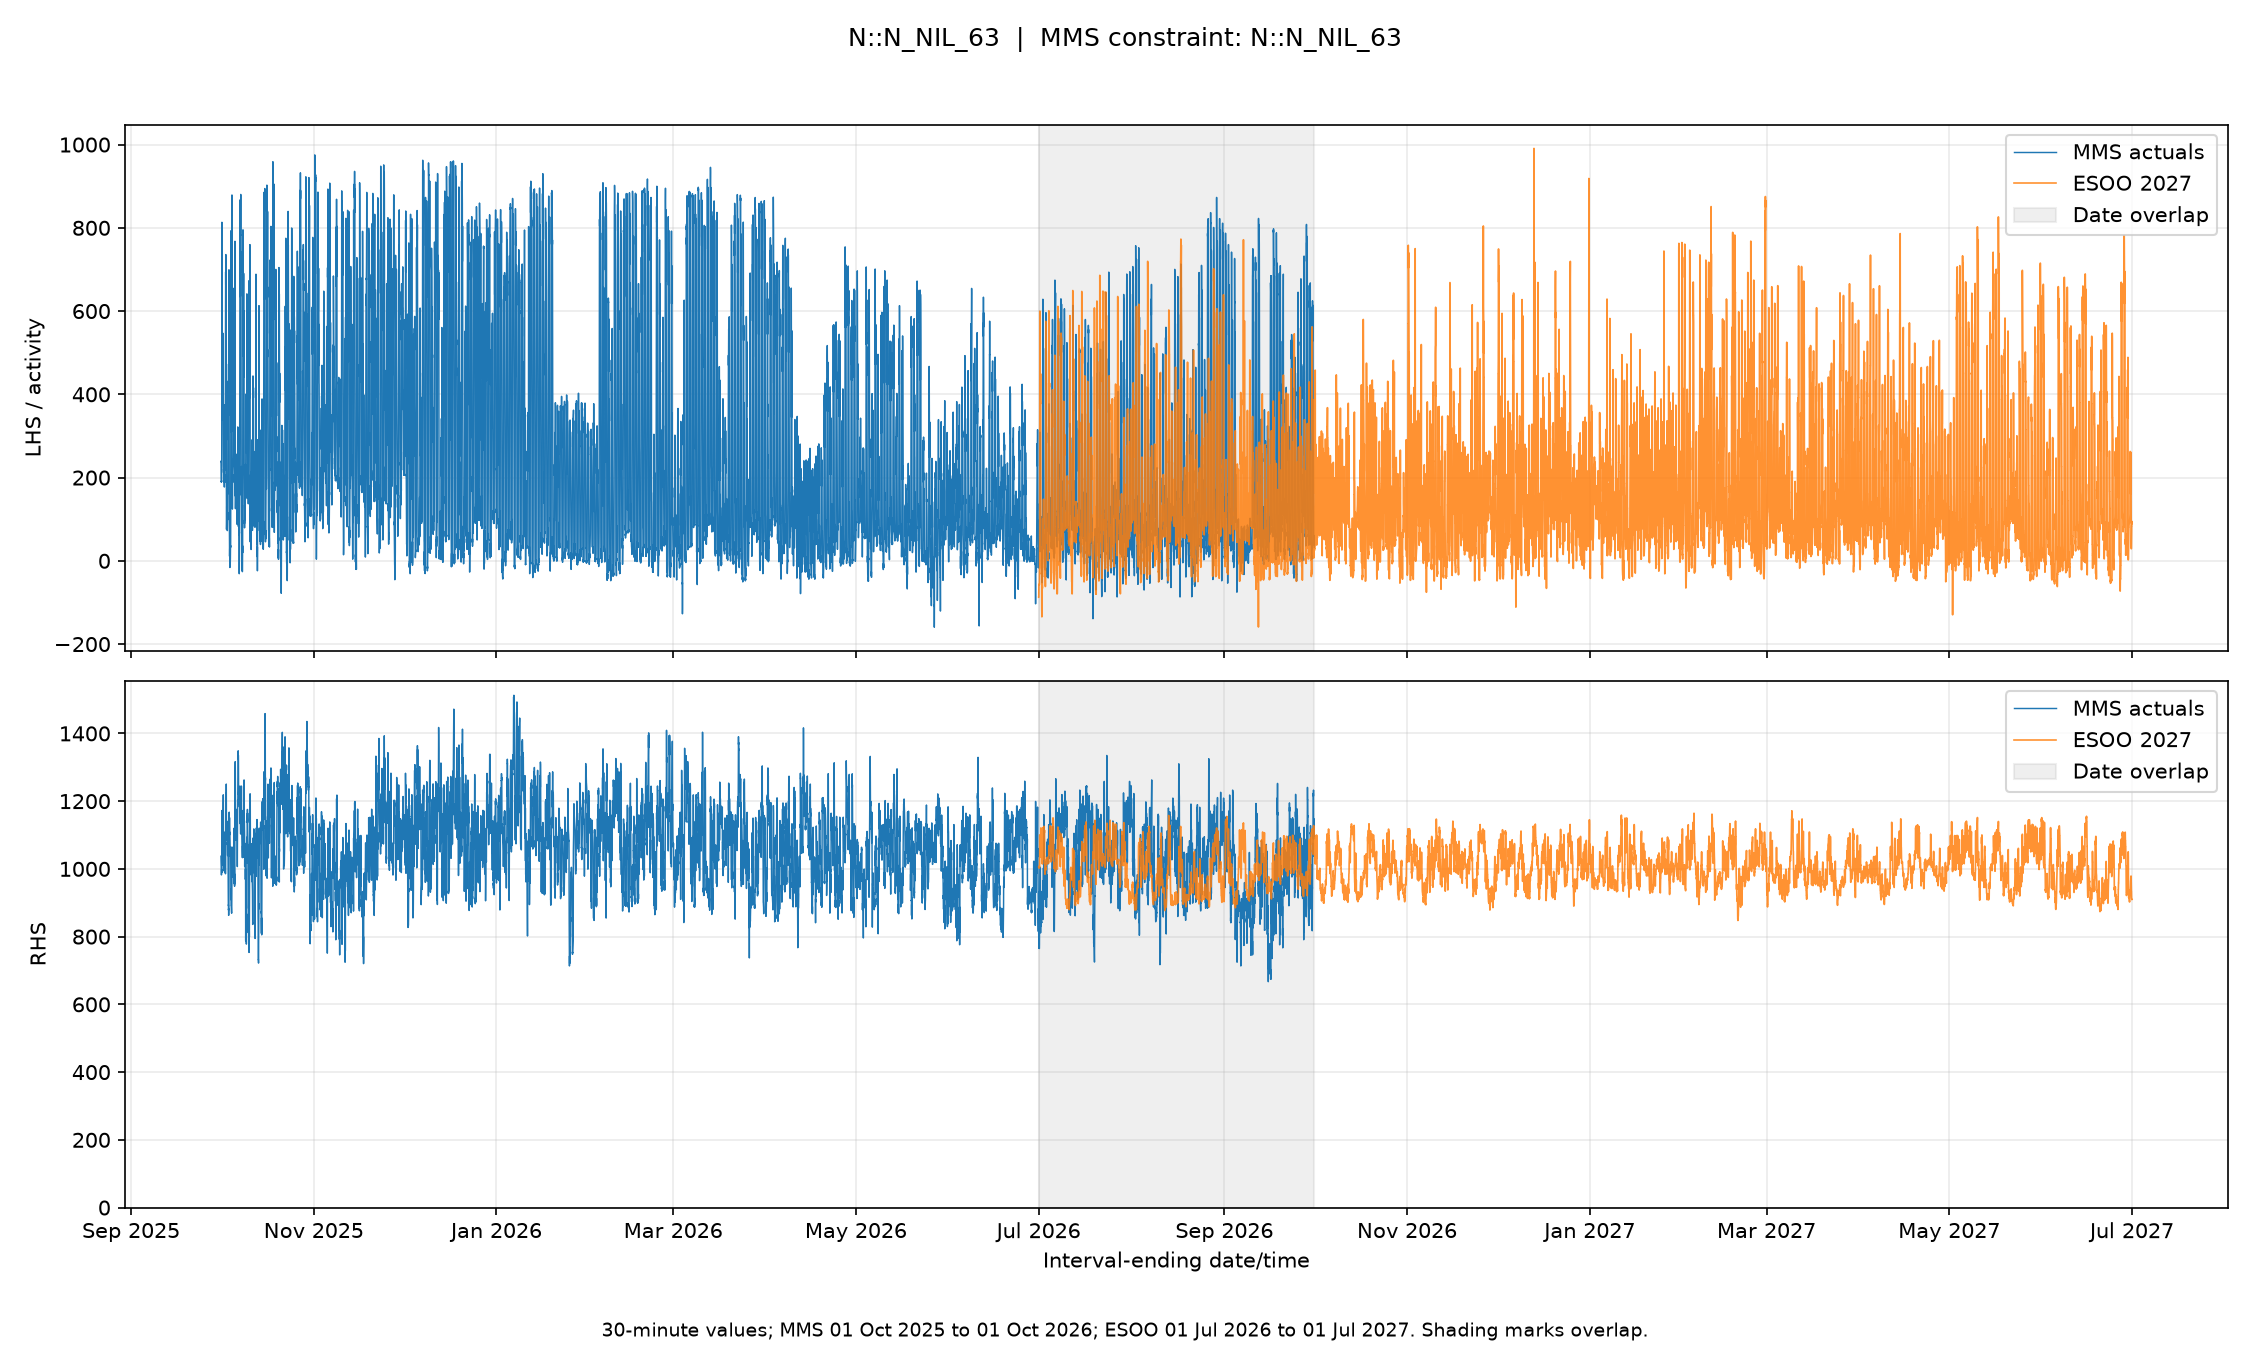 N::N_NIL_63  |  MMS constraint: N::N_NIL_63
LHS / activity
1000
800
600
400
200
0
−200
MMS actuals
ESOO 2027
Date overlap
RHS
1400
1200
1000
800
600
400
200
0
MMS actuals
ESOO 2027
Date overlap
Sep 2025 Nov 2025 Jan 2026 Mar 2026 May 2026 Jul 2026 Sep 2026 Nov 2026 Jan 2027 Mar 2027 May 2027 Jul 2027
Interval-ending date/time
30-minute values; MMS 01 Oct 2025 to 01 Oct 2026; ESOO 01 Jul 2026 to 01 Jul 2027. Shading marks overlap.